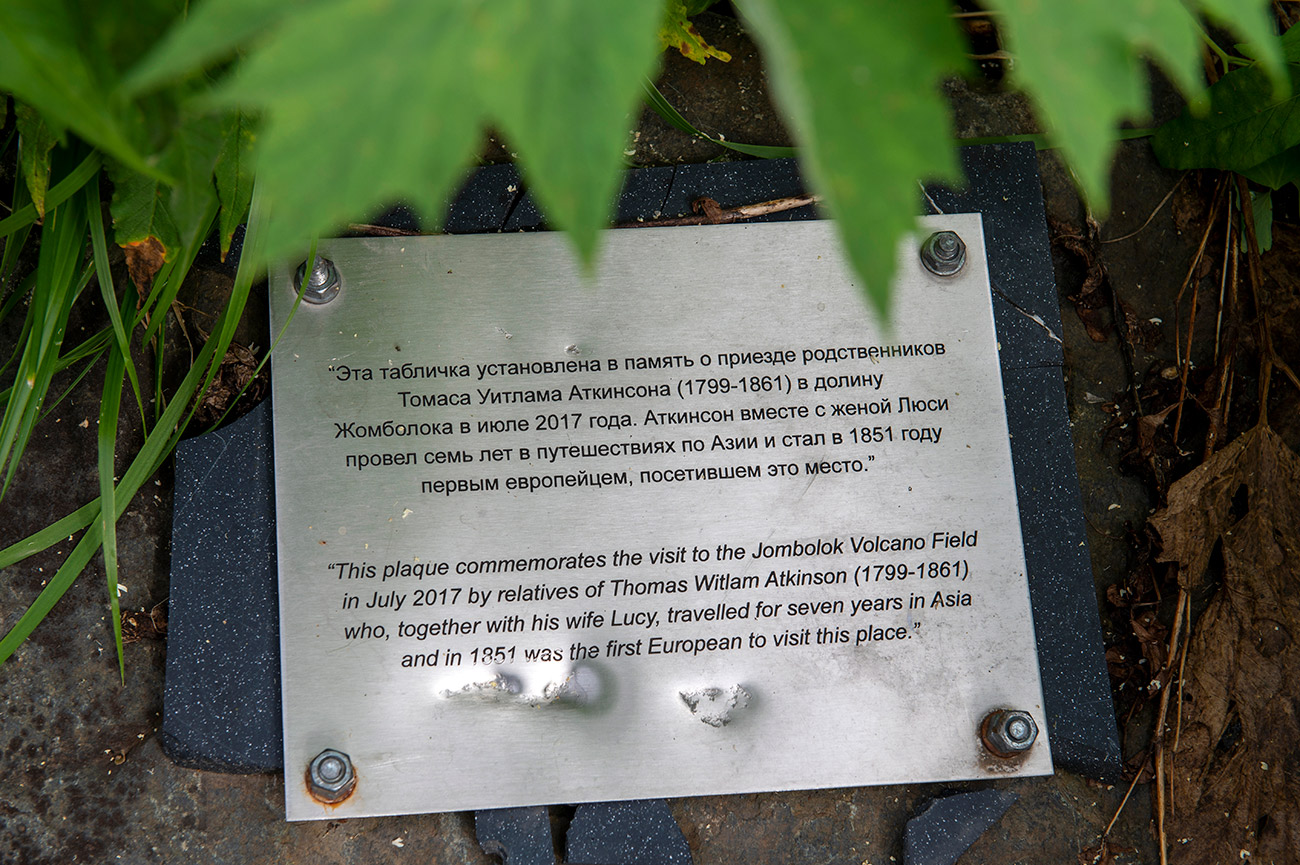 “Эта табличка установлена в память о приезде родственников
Томаса Уитлама Аткинсона (1799-1861) в долину
Жомболока в июле 2017 года. Аткинсон вместе с женой Люси
провел семь лет в путешествиях по Азии и стал в 1851 году
первым европейцем, посетившем это место.”
“This plaque commemorates the visit to the Jombolok Volcano Field
in July 2017 by relatives of Thomas Witlam Atkinson (1799-1861)
who, together with his wife Lucy, travelled for seven years in Asia
and in 1851 was the first European to visit this place.”